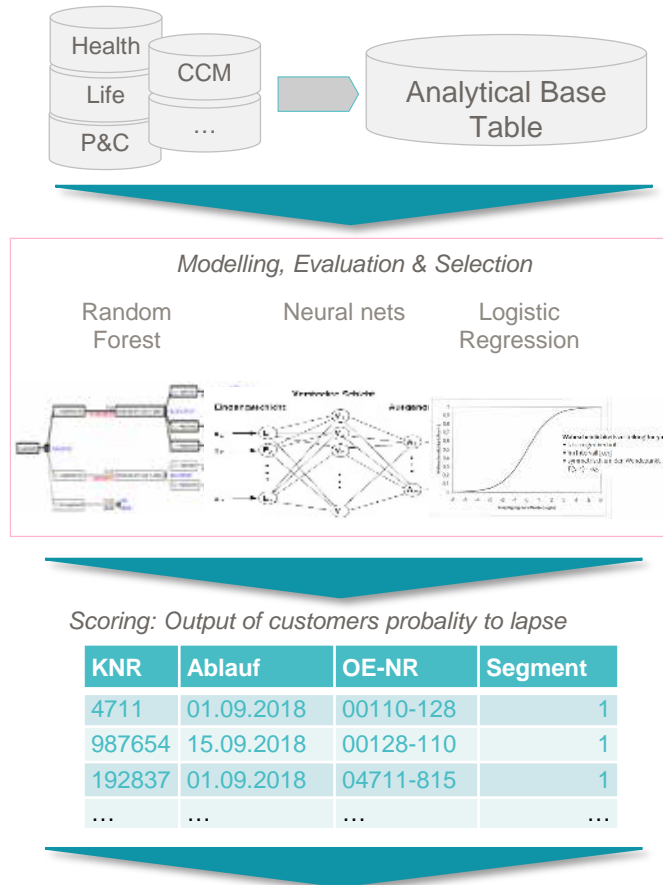 Health
Life
P&C
CCM
…
Analytical Base
Table
Modelling, Evaluation & Selection
Random
Forest
Neural nets
Logistic
Regression
Scoring: Output of customers probality to lapse
KNR Ablauf OE-NR Segment
4711 01.09.2018 00110-128 1
987654 15.09.2018 00128-110 1
192837 01.09.2018 04711-815 1
… … … …